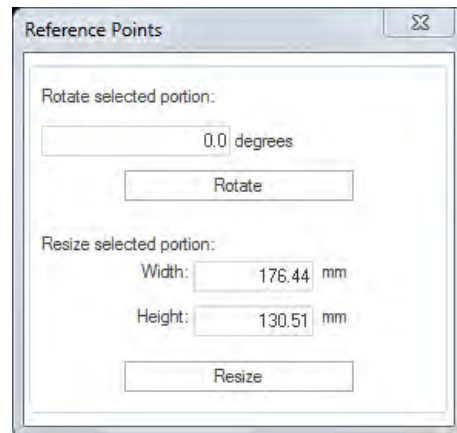 Reference Points
Rotate selected portion:
0.0 degrees
Rotate
Resize selected portion:
Width: 176.44 mm
Height: 130.51 mm
Resize